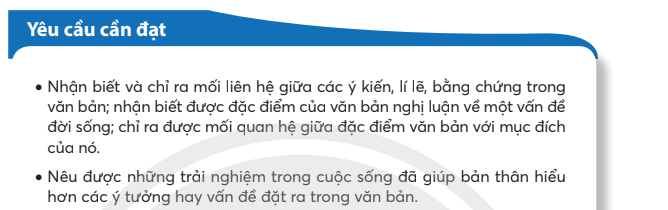 Yêu cầu cần đạt
• Nhận biết và chỉ ra mối liên hệ giữa các ý kiến, lí lẽ, bằng chứng trong
văn bản; nhận biết được đặc điểm của văn bản nghị luận về một vấn đề
đời sống; chỉ ra được mối quan hệ giữa đặc điểm văn bản với mục đích
của nó.
• Nêu được những trải nghiệm trong cuộc sống đã giúp bản thân hiểu
hơn các ý tưởng hay vấn đề đặt ra trong văn bản.